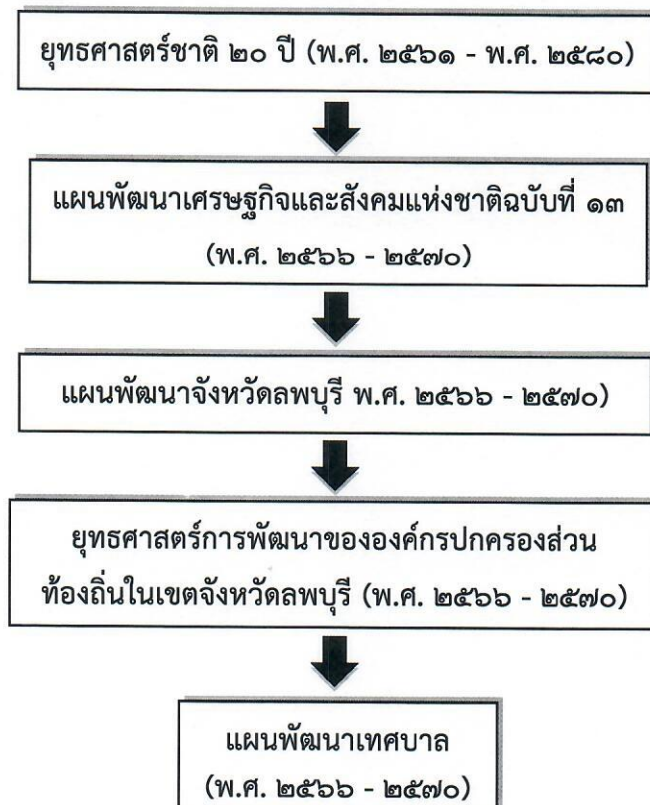 ยุทธศาสตร์ชาติ ๒๐ ปี (พ.ศ. ๒๕๖๑ - พ.ศ. ๒๕๘๐)
แผนพัฒนาเศรษฐกิจและสังคมแห่งชาติฉบับที่ ๑๓
(พ.ศ. ๒๕๖๖ - ๒๕๗๐)
แผนพัฒนาจังหวัดลพบุรี พ.ศ. ๒๕๖๖ - ๒๕๗๐)
ยุทธศาสตร์การพัฒนาขององค์กรปกครองส่วน
ท้องถิ่นในเขตจังหวัดลพบุรี (พ.ศ. ๒๕๖๖ - ๒๕๗๐)
แผนพัฒนาเทศบาล
(พ.ศ. ๒๕๖๖ - ๒๕๗๐)